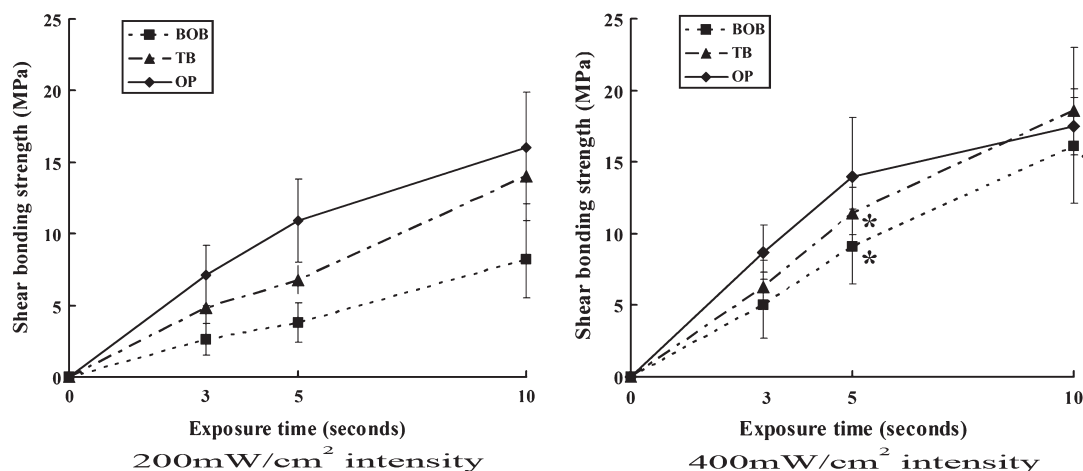 25
20
15
10
5
0
Shear bonding strength (MPa)
BOB
TB
OP
0 3 5 10
Exposure time (seconds)
200mW/cm² intensity
25
20
15
10
5
0
Shear bonding strength (MPa)
BOB
TB
OP
*
*
0 3 5 10
Exposure time (seconds)
400mW/cm² intensity